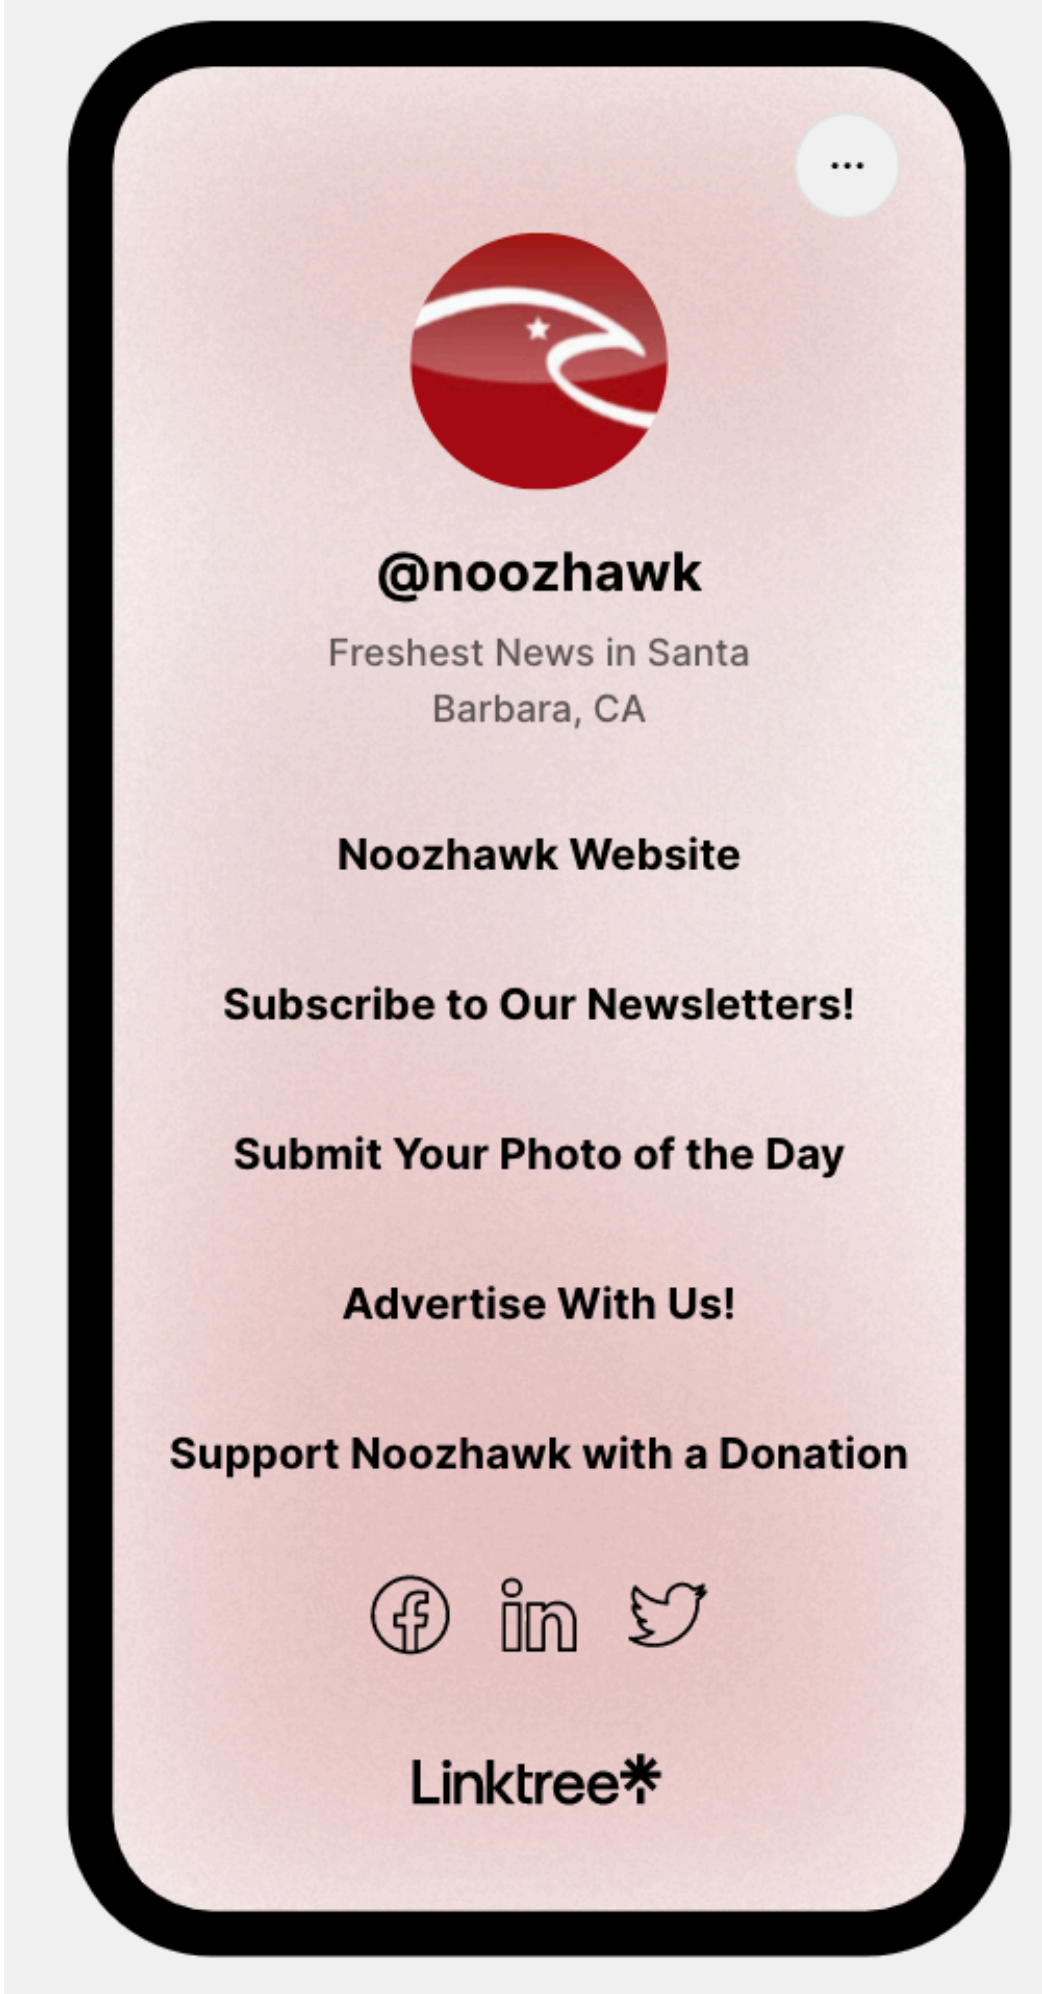 @noozhawk
Freshest News in Santa
Barbara, CA
Noozhawk Website
Subscribe to Our Newsletters!
Submit Your Photo of the Day
Advertise With Us!
Support Noozhawk with a Donation
in
Linktree